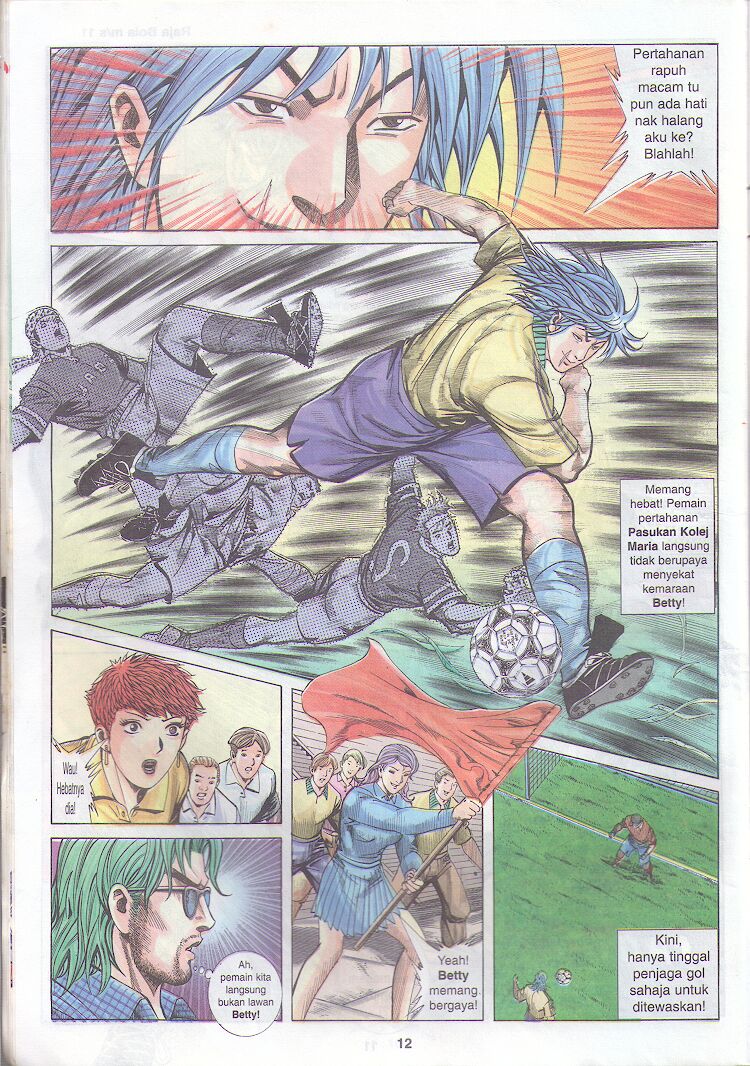 Raja Bola m/s 11
Pertahanan
rapuh
macam tu
pun ada hati
nak halang
aku ke?
Blahlah!
Memang
hebat! Pemain
pertahanan
Pasukan Kolej
Maria langsung
tidak berupaya
menyekat
kemaraan
Betty!
Wau!
Hebatnya
dia!
Yeah!
Betty
memang
bergaya!
Ah,
pemain kita
langsung
bukan lawan
Betty!
Kini,
hanya tinggal
penjaga gol
sahaja untuk
ditewaskan!
12